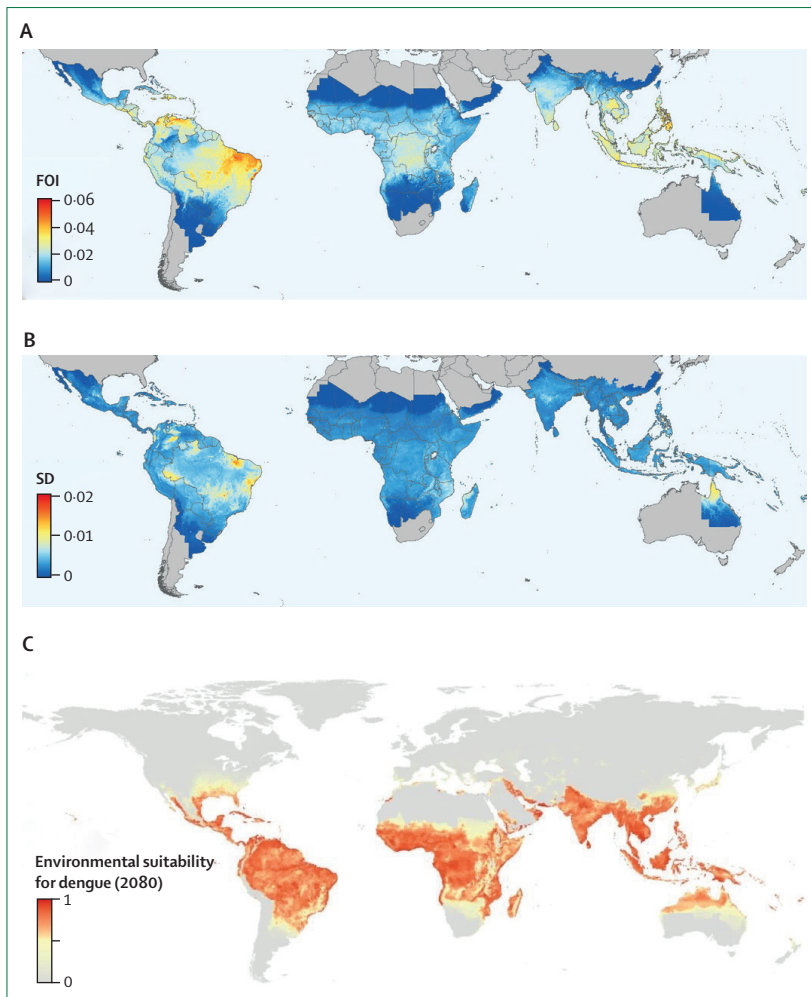 A
FOI
0·06
0·04
0·02
0
B
SD
0·02
0·01
0
C
Environmental suitability
for dengue (2080)
1
0